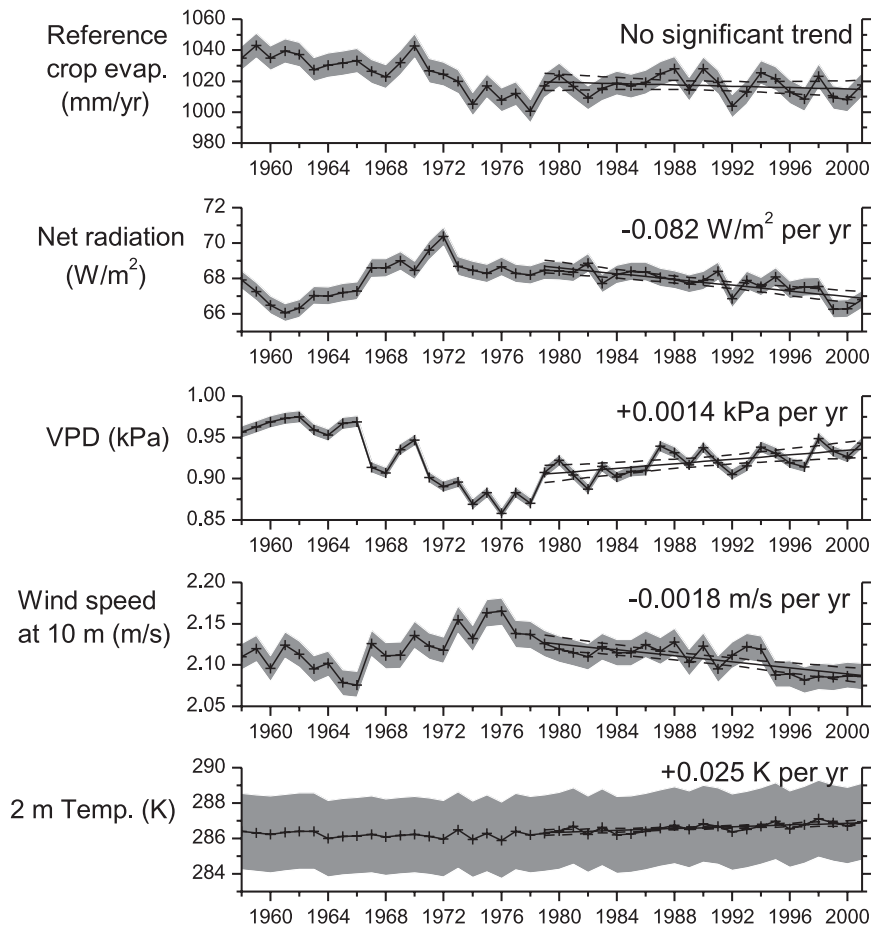 Reference
crop evap.
(mm/yr)
1060
1040
1020
1000
980
No significant trend
1960 1964 1968 1972 1976 1980 1984 1988 1992 1996 2000
Net radiation
(W/m²)
72
70
68
66
-0.082 W/m² per yr
1960 1964 1968 1972 1976 1980 1984 1988 1992 1996 2000
VPD (kPa)
1.00
0.95
0.90
0.85
+0.0014 kPa per yr
1960 1964 1968 1972 1976 1980 1984 1988 1992 1996 2000
Wind speed
at 10 m (m/s)
2.20
2.15
2.10
2.05
-0.0018 m/s per yr
1960 1964 1968 1972 1976 1980 1984 1988 1992 1996 2000
2 m Temp. (K)
290
288
286
284
+0.025 K per yr
1960 1964 1968 1972 1976 1980 1984 1988 1992 1996 2000